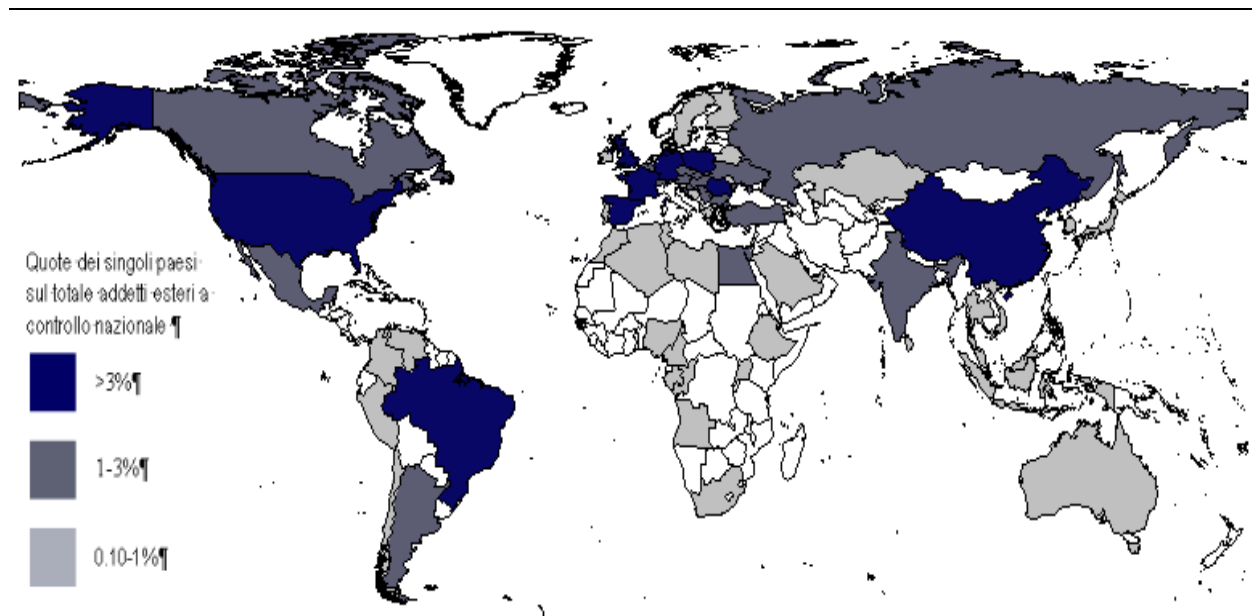 Quote dei singoli paesi·
sul totale·addetti·esteri·a·
controllo·nazionale·¶
>3%¶
1-3%¶
0.10-1%¶